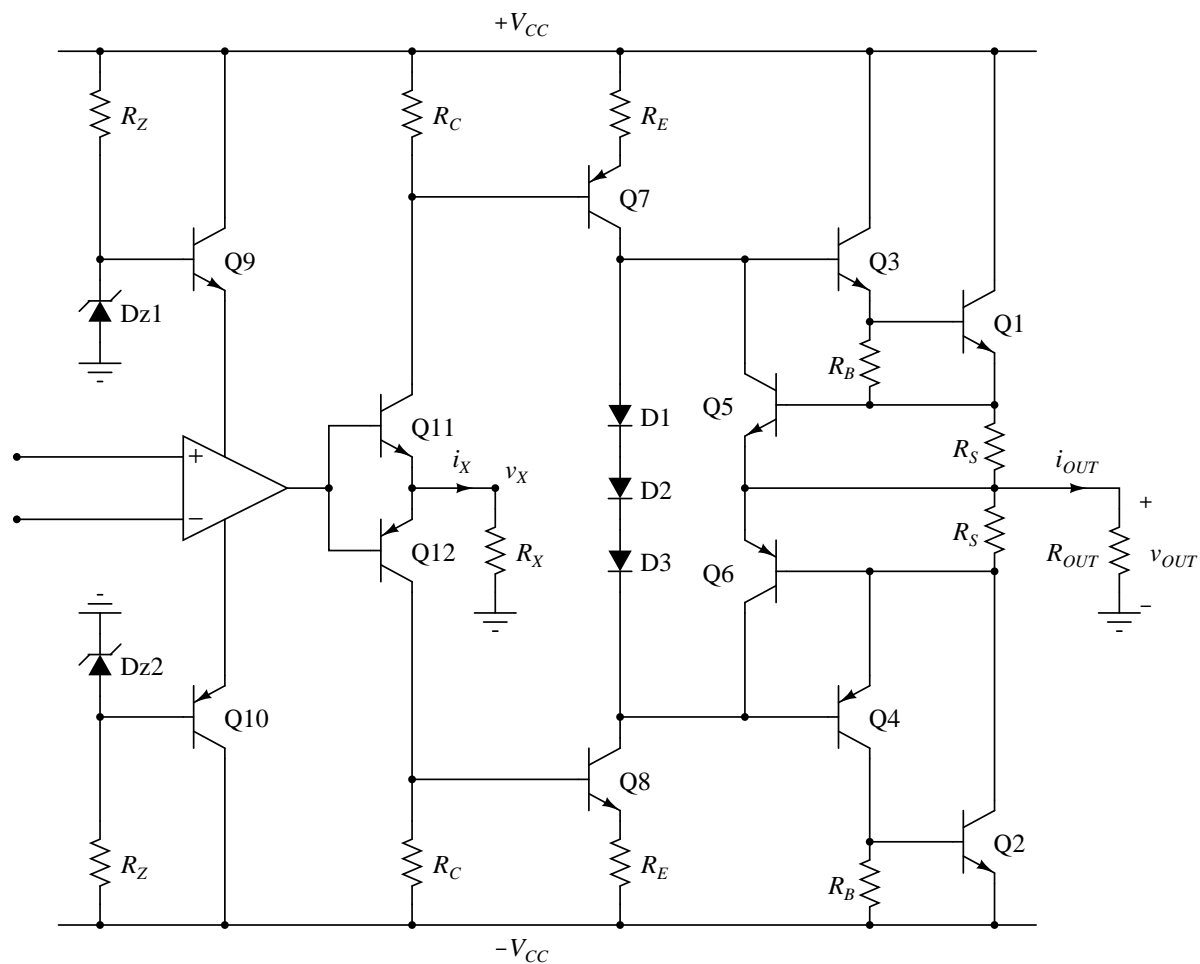 +V_CC
R_Z
R_C
R_E
Q7
Q9
Q3
Dz1
Q1
R_B
Q5
D1
Q11
+
i_X
v_X
R_S
i_OUT
D2
−
R_S
+
Q12
R_X
D3
Q6
R_OUT
v_OUT
−
Dz2
Q10
Q4
Q8
Q2
R_Z
R_C
R_E
R_B
−V_CC